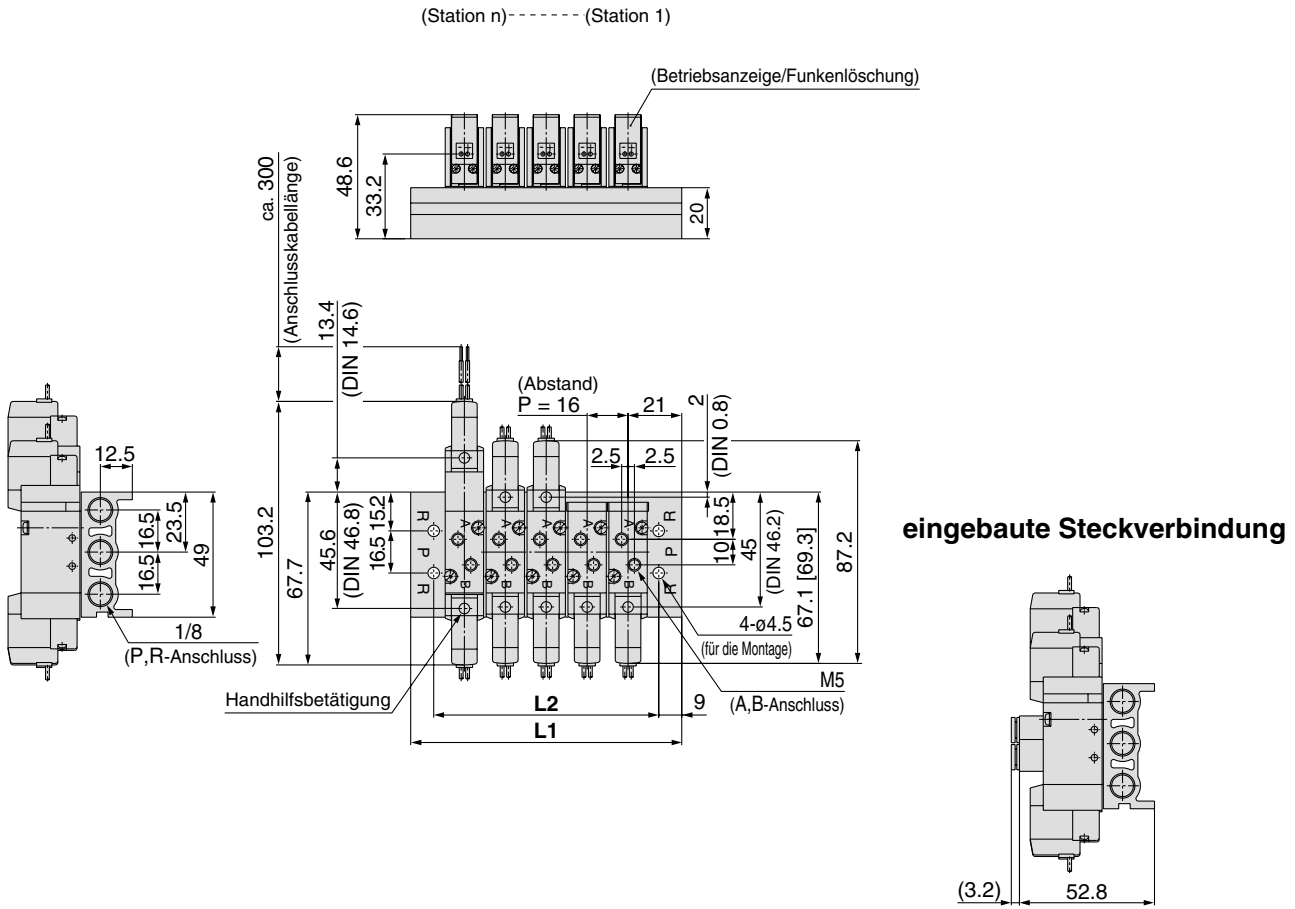 (Station n) - - - - - - - (Station 1)
(Betriebsanzeige/Funkenlöschung)
48.6
33.2
20
ca. 300
(Anschlusskabellänge)
13.4
(DIN 14.6)
(Abstand)
P = 16
21
2
(DIN 0.8)
2.5
2.5
12.5
16.5
16.5
23.5
49
1/8
(P,R-Anschluss)
103.2
67.7
45.6
(DIN 46.8)
15.2
16.5
R
P
R
A
A
A
A
A
B
B
B
B
B
R
P
R
18.5
10
45
(DIN 46.2)
67.1 [69.3]
87.2
4-ø4.5
(für die Montage)
M5
(A,B-Anschluss)
Handhilfsbetätigung
L2
9
L1
eingebaute Steckverbindung
(3.2)
52.8